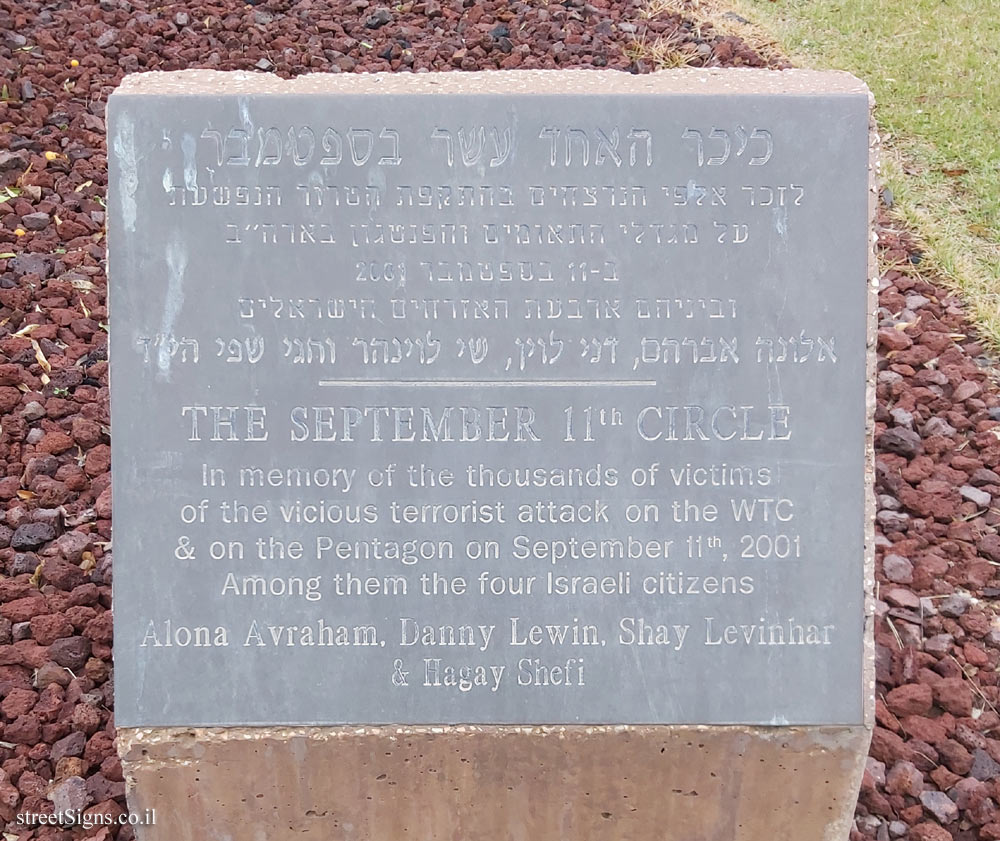 כיכר האחד עשר בספטמבר
לזכר אלפי הנרצחים בהתקפת הטרור הנפשעת
על מגדלי התאומים והפנטגון בארה״ב
ב-11 בספטמבר 2001
וביניהם ארבעת האזרחים הישראלים
אלונה אברהם, דני לוין, שי לוינהר וחגי שפי הי״ד
THE SEPTEMBER 11th CIRCLE
In memory of the thousands of victims
of the vicious terrorist attack on the WTC
& on the Pentagon on September 11th, 2001
Among them the four Israeli citizens
Alona Avraham, Danny Lewin, Shay Levinhar
& Hagay Shefi
streetSigns.co.il